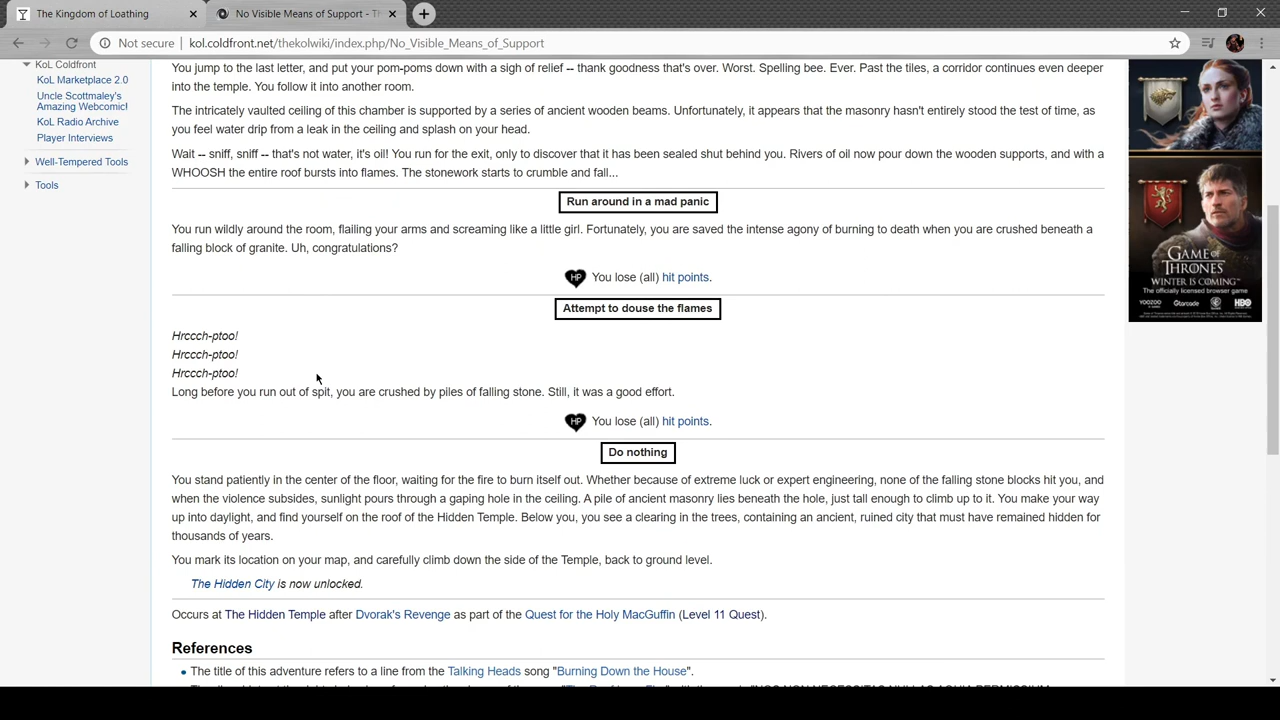 The Kingdom of Loathing
No Visible Means of Support - T
Not secure
kol.coldfront.net/thekolwiki/index.php/No_Visible_Means_of_Support
KoL Coldfront
KoL Marketplace 2.0
Uncle Scottmaley's
Amazing Webcomic!
KoL Radio Archive
Player Interviews
Well-Tempered Tools
Tools
You jump to the last letter, and put your pom-poms down with a sigh of relief -- thank goodness that's over. Worst. Spelling bee. Ever. Past the tiles, a corridor continues even deeper
into the temple. You follow it into another room.
The intricately vaulted ceiling of this chamber is supported by a series of ancient wooden beams. Unfortunately, it appears that the masonry hasn't entirely stood the test of time, as
you feel water drip from a leak in the ceiling and splash on your head.
Wait -- sniff, sniff -- that's not water, it's oil! You run for the exit, only to discover that it has been sealed shut behind you. Rivers of oil now pour down the wooden supports, and with a
WHOOSH the entire roof bursts into flames. The stonework starts to crumble and fall...
Run around in a mad panic
You run wildly around the room, flailing your arms and screaming like a little girl. Fortunately, you are saved the intense agony of burning to death when you are crushed beneath a
falling block of granite. Uh, congratulations?
HP You lose (all) hit points.
Attempt to douse the flames
Hrccch-ptoo!
Hrccch-ptoo!
Hrccch-ptoo!
Long before you run out of spit, you are crushed by piles of falling stone. Still, it was a good effort.
HP You lose (all) hit points.
Do nothing
You stand patiently in the center of the floor, waiting for the fire to burn itself out. Whether because of extreme luck or expert engineering, none of the falling stone blocks hit you, and
when the violence subsides, sunlight pours through a gaping hole in the ceiling. A pile of ancient masonry lies beneath the hole, just tall enough to climb up to it. You make your way
up into daylight, and find yourself on the roof of the Hidden Temple. Below you, you see a clearing in the trees, containing an ancient, ruined city that must have remained hidden for
thousands of years.
You mark its location on your map, and carefully climb down the side of the Temple, back to ground level.
The Hidden City is now unlocked.
Occurs at The Hidden Temple after Dvorak's Revenge as part of the Quest for the Holy MacGuffin (Level 11 Quest).
References
The title of this adventure refers to a line from the Talking Heads song "Burning Down the House".
GAME OF
THRONES
WINTER IS COMING
The officially licensed browser game
YOOZOO
HBO